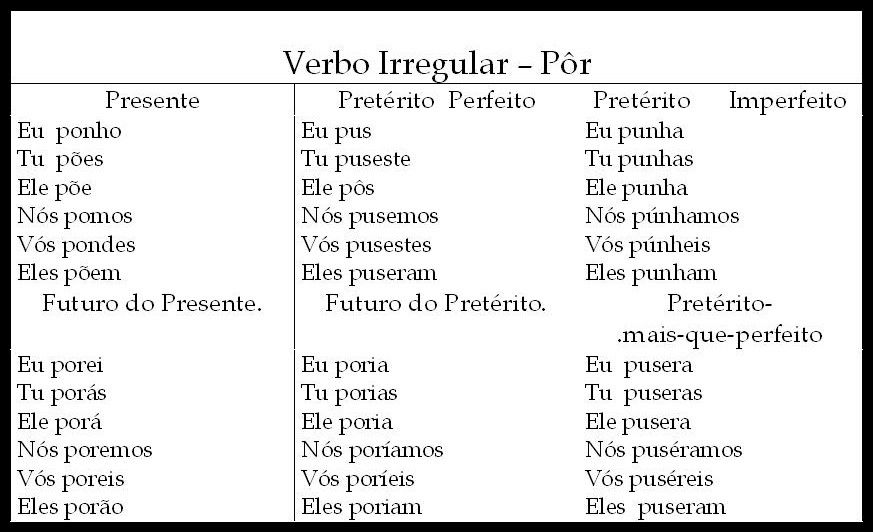 Verbo Irregular – Pôr
Presente Pretérito Perfeito Pretérito Imperfeito
Eu ponho Eu pus Eu punha
Tu pões Tu puseste Tu punhas
Ele põe Ele pôs Ele punha
Nós pomos Nós pusemos Nós púnhamos
Vós pondes Vós pusestes Vós púnheis
Eles põem Eles puseram Eles punham
Futuro do Presente. Futuro do Pretérito. Pretérito-
.mais-que-perfeito
Eu porei Eu poria Eu pusera
Tu porás Tu porias Tu puseras
Ele porá Ele poria Ele pusera
Nós poremos Nós poríamos Nós puséramos
Vós poreis Vós poríeis Vós puséreis
Eles porão Eles poriam Eles puseram